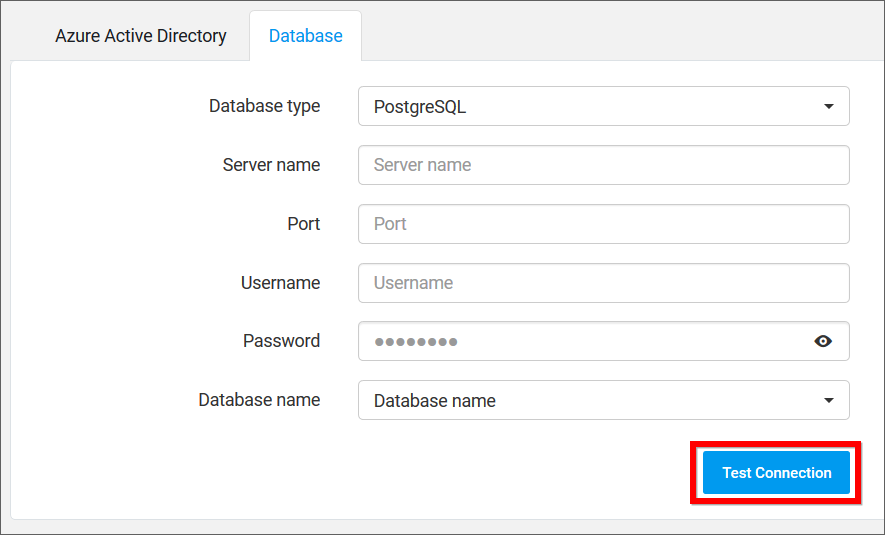 Azure Active Directory Database
Database type PostgreSQL
Server name Server name
Port Port
Username Username
Password ●●●●●●●●
Database name Database name
Test Connection